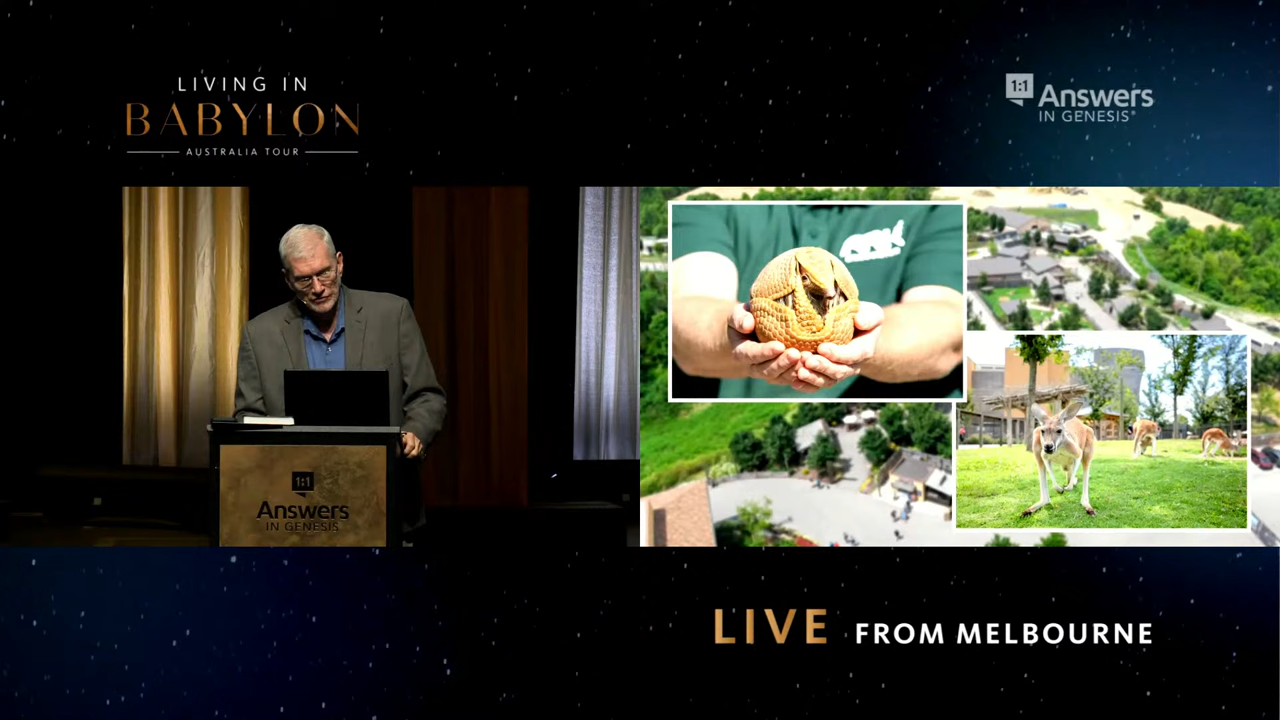 LIVING IN
BABYLON
AUSTRALIA TOUR
1:1
Answers
IN GENESIS®
1:1
Answers
IN GENESIS
LIVE FROM MELBOURNE